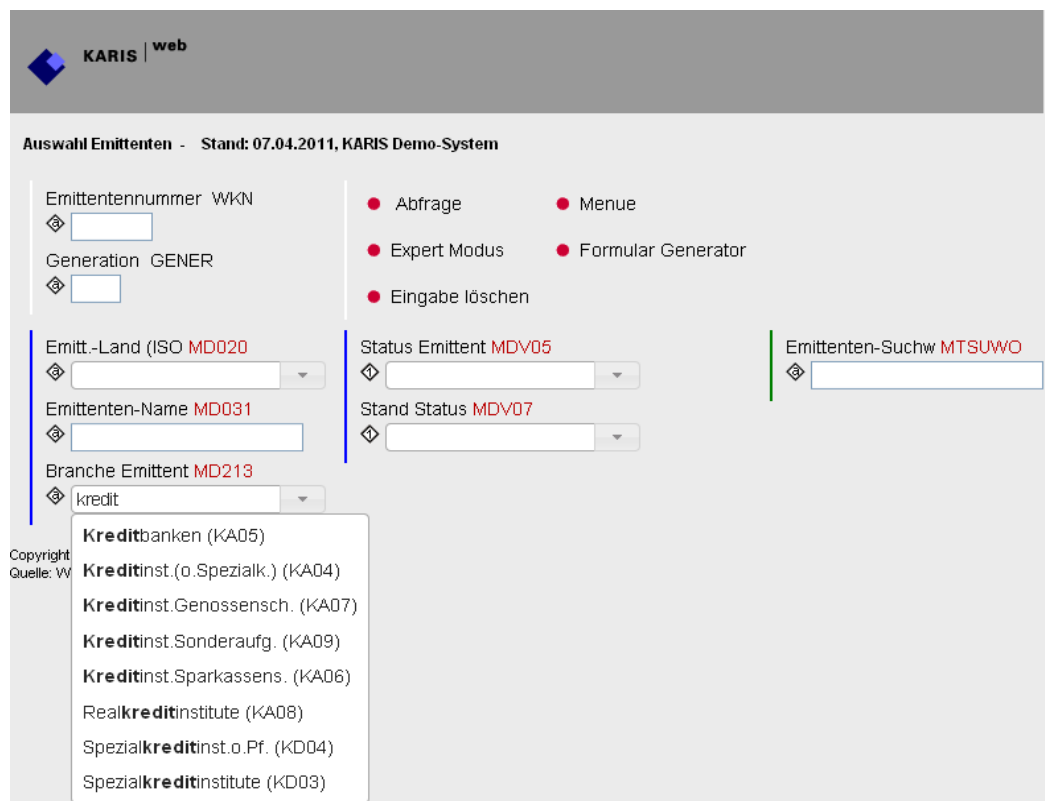 KARIS | web
Auswahl Emittenten - Stand: 07.04.2011, KARIS Demo-System
Emittentennummer WKN
Generation GENER
Abfrage
Menue
Expert Modus
Formular Generator
Eingabe löschen
Emitt.-Land (ISO MD020
Emittenten-Name MD031
Branche Emittent MD213
kredit
Status Emittent MDV05
Stand Status MDV07
Emittenten-Suchw MTSUWO
Kreditbanken (KA05)
Kreditinst.(o.Spezialk.) (KA04)
Kreditinst.Genossensch. (KA07)
Kreditinst.Sonderaufg. (KA09)
Kreditinst.Sparkassens. (KA06)
Realkreditinstitute (KA08)
Spezialkreditinst.o.Pf. (KD04)
Spezialkreditinstitute (KD03)
Copyright
Quelle: W